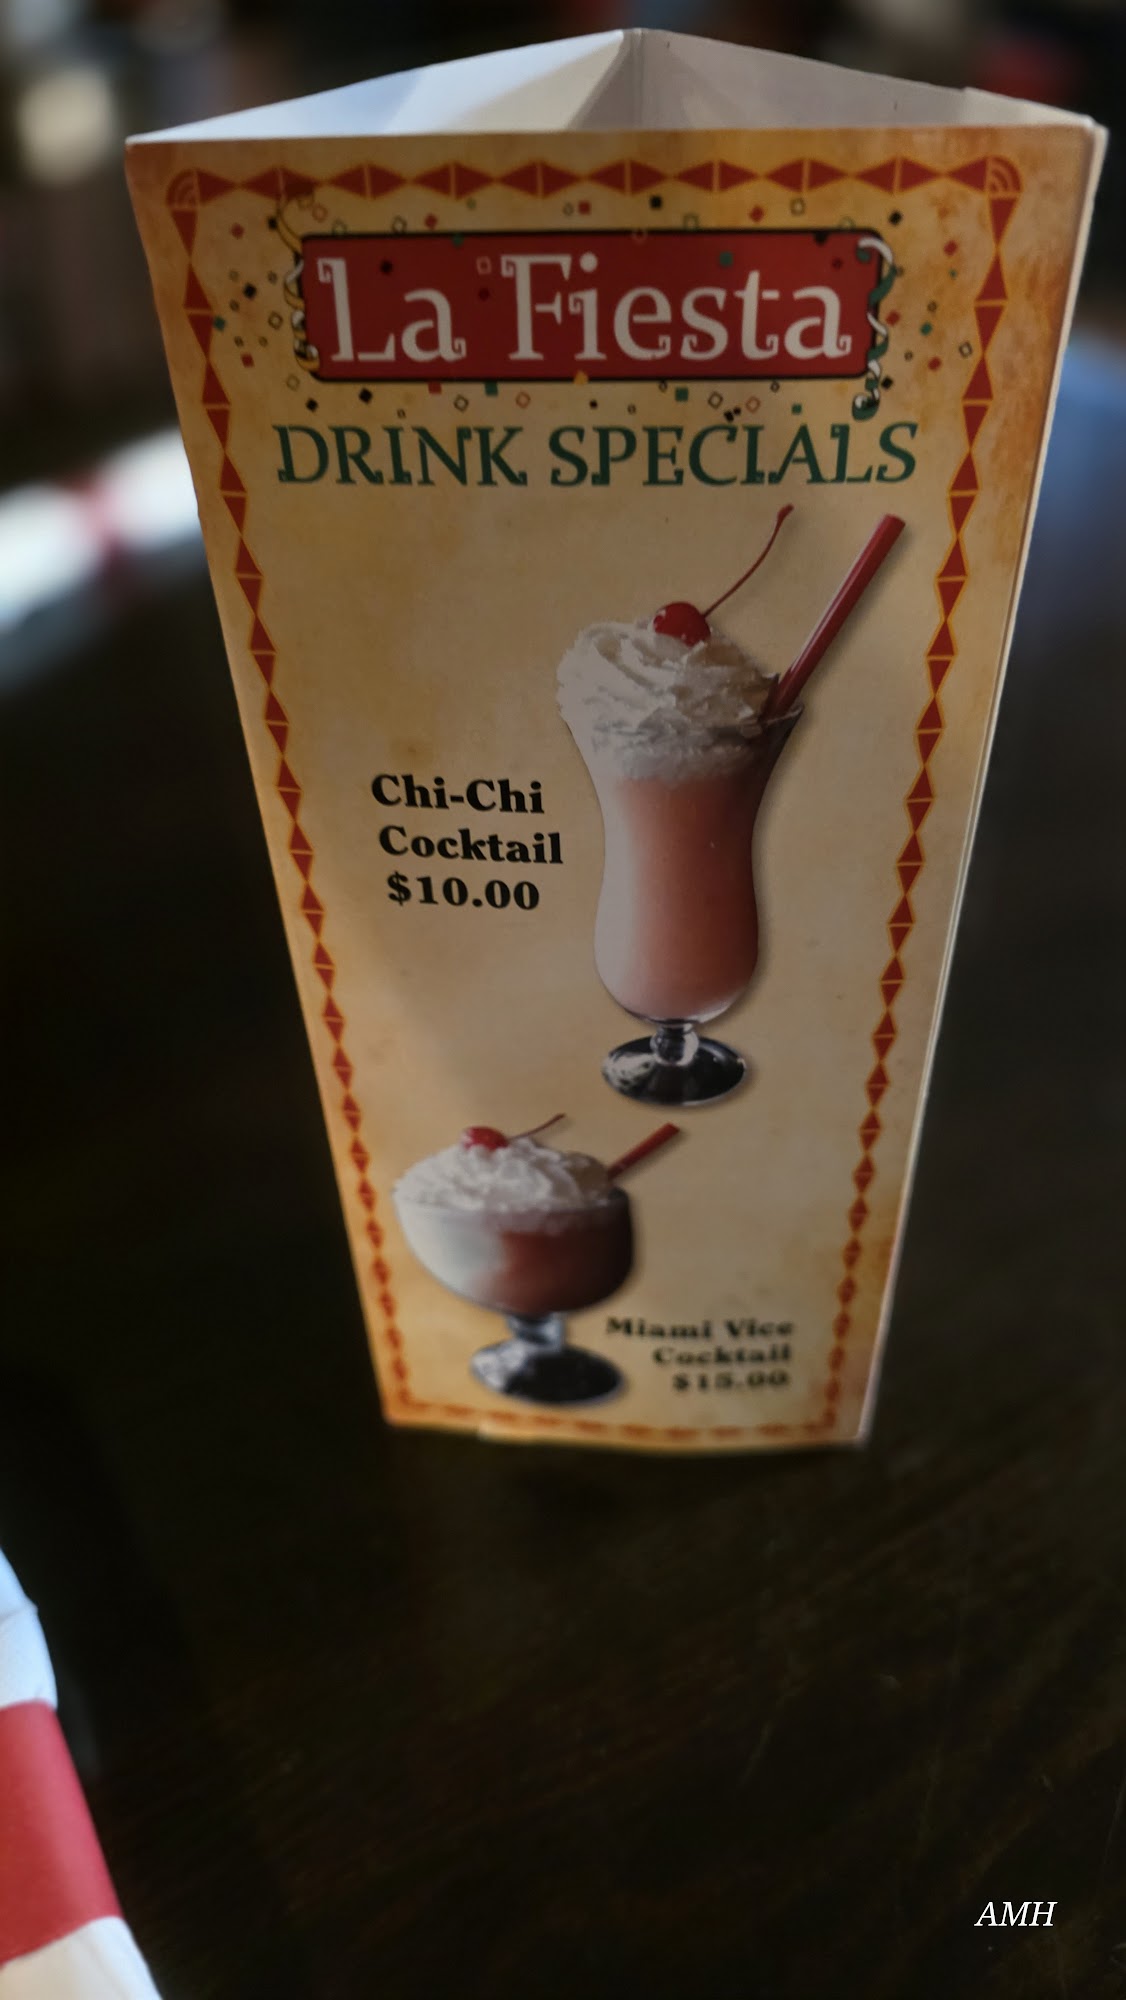 La Fiesta
DRINK SPECIALS
Chi-Chi
Cocktail
$10.00
Miami Vice
Cocktail
$15.00
AMH